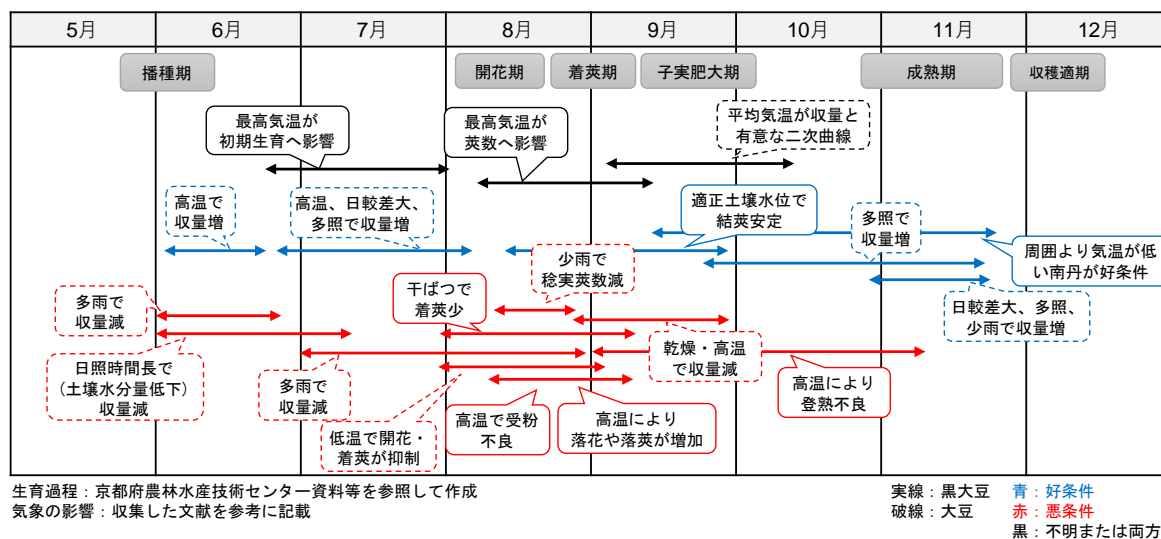 5月
6月
7月
8月
9月
10月
11月
12月
播種期
開花期
着莢期
子実肥大期
成熟期
収穫適期
最高気温が
初期生育へ影響
最高気温が
莢数へ影響
平均気温が収量と
有意な二次曲線
高温で
収量増
高温、日較差大、
多照で収量増
適正土壌水位で
結莢安定
多照で
収量増
周囲より気温が低
い南丹が好条件
少雨で
稔実莢数減
干ばつで
着莢少
日較差大、多照、
少雨で収量増
多雨で
収量減
日照時間長で
(土壌水分量低下)
収量減
多雨で
収量減
乾燥・高温
で収量減
高温により
登熟不良
低温で開花・
着莢が抑制
高温で受粉
不良
高温により
落花や落莢が増加
生育過程：京都府農林水産技術センター資料等を参照して作成
気象の影響：収集した文献を参考に記載
実線：黒大豆
破線：大豆
青：好条件
赤：悪条件
黒：不明または両方